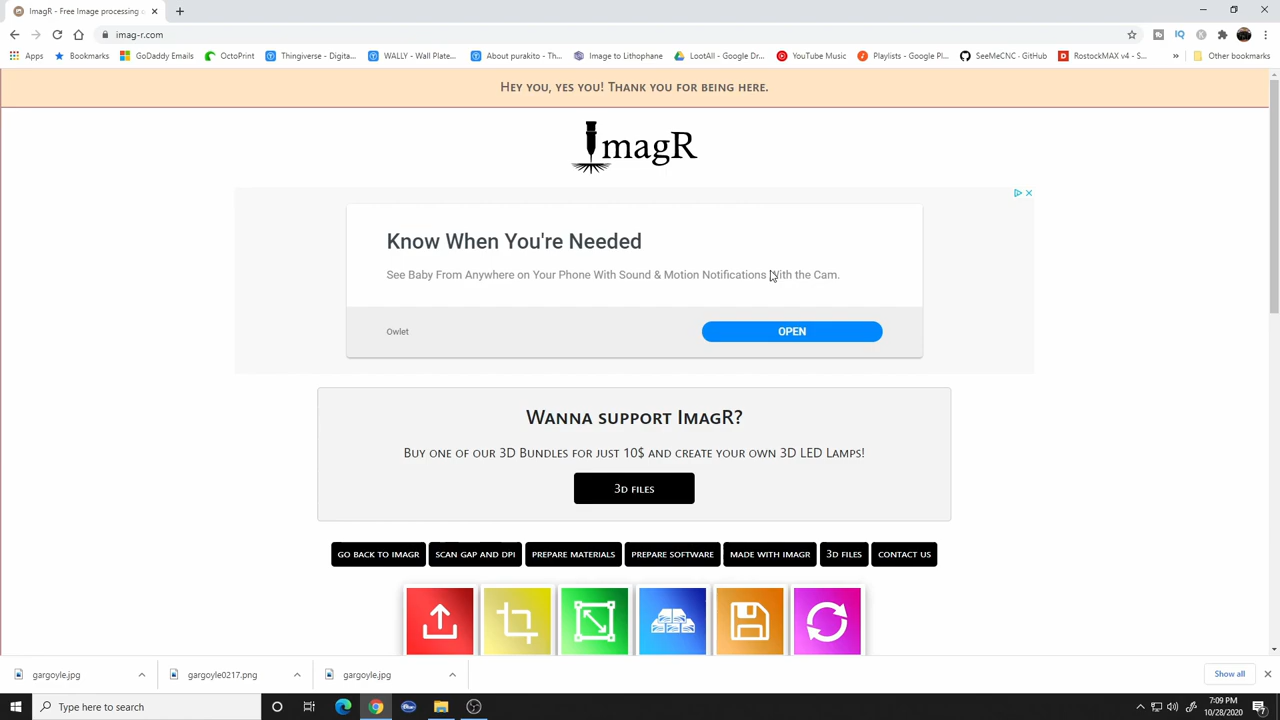 ImagR - Free Image processing
imag-r.com
IQ
Apps
Bookmarks
GoDaddy Emails
OctoPrint
Thingiverse - Digita...
WALLY - Wall Plate...
About purakito - Th...
Image to Lithophane
LootAll - Google Dr...
YouTube Music
Playlists - Google Pl...
SeeMeCNC · GitHub
RostockMAX v4 - S...
»
Other bookmarks
Hey you, yes you! Thank you for being here.
ImagR
Know When You're Needed
See Baby From Anywhere on Your Phone With Sound & Motion Notifications With the Cam.
Owlet
OPEN
Wanna support ImagR?
Buy one of our 3D Bundles for just 10$ and create your own 3D LED Lamps!
3d files
go back to imagr
scan gap and dpi
prepare materials
prepare software
made with imagr
3d files
contact us
gargoyle.jpg
gargoyle0217.png
gargoyle.jpg
Show all
Type here to search
7:09 PM
10/28/2020